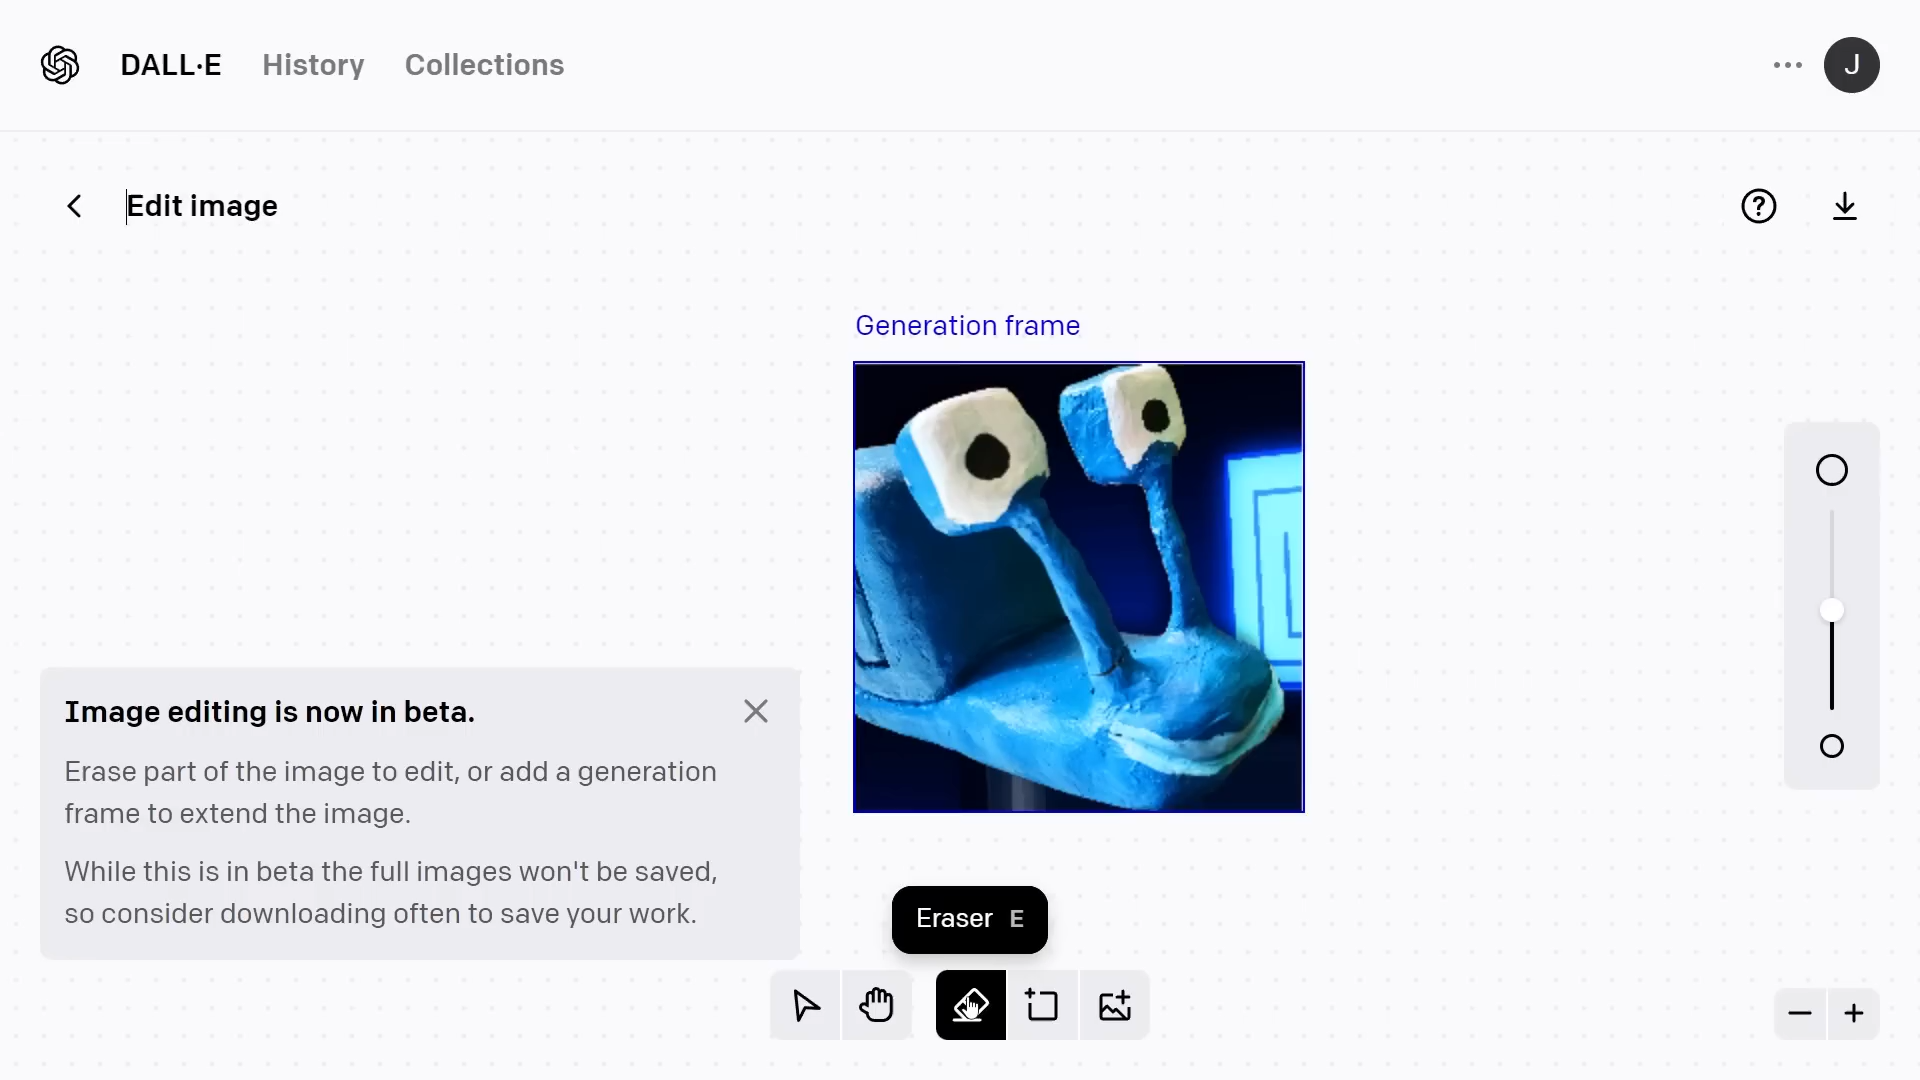 DALL·E History Collections
J
Edit image
Generation frame
Image editing is now in beta.
Erase part of the image to edit, or add a generation
frame to extend the image.
While this is in beta the full images won't be saved,
so consider downloading often to save your work.
Eraser E